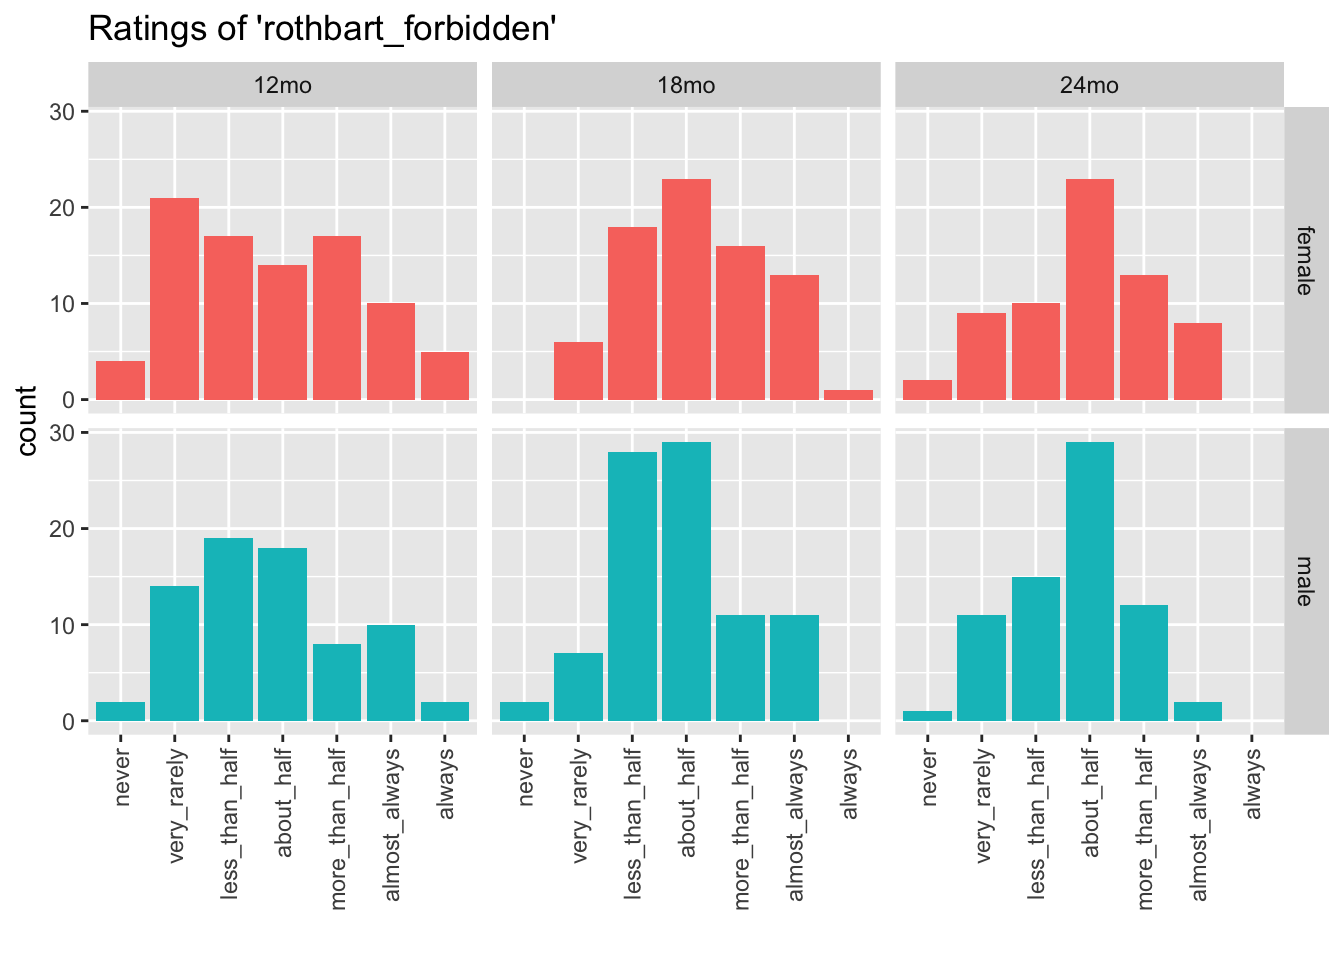 Ratings of 'rothbart_forbidden'
12mo 18mo 24mo
30
20
10
0
female
count
30
20
10
0
male
never very_rarely less_than_half about_half more_than_half almost_always always
never very_rarely less_than_half about_half more_than_half almost_always always
never very_rarely less_than_half about_half more_than_half almost_always always